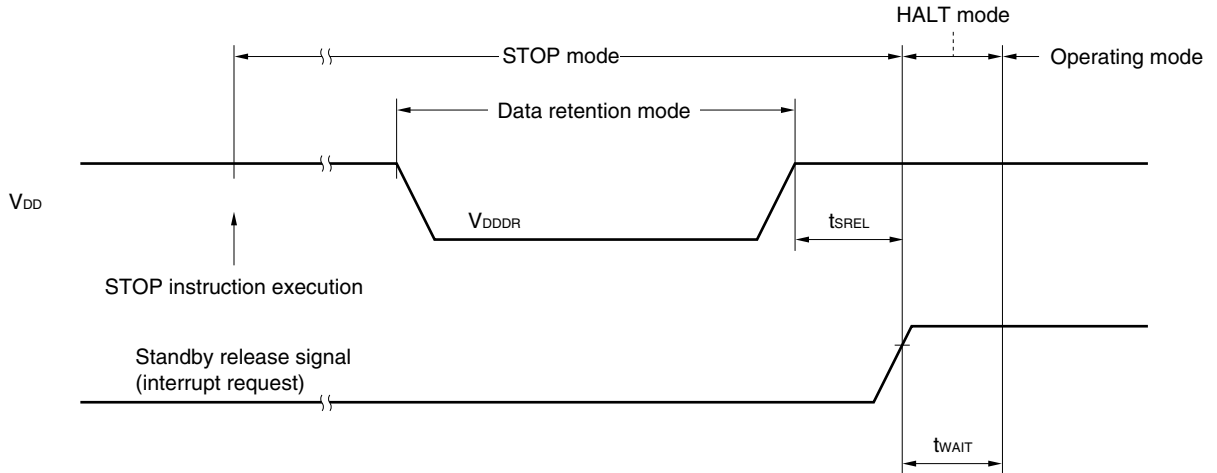 HALT mode
STOP mode
Operating mode
Data retention mode
VDD
VDDDR
tSREL
STOP instruction execution
Standby release signal
(interrupt request)
tWAIT